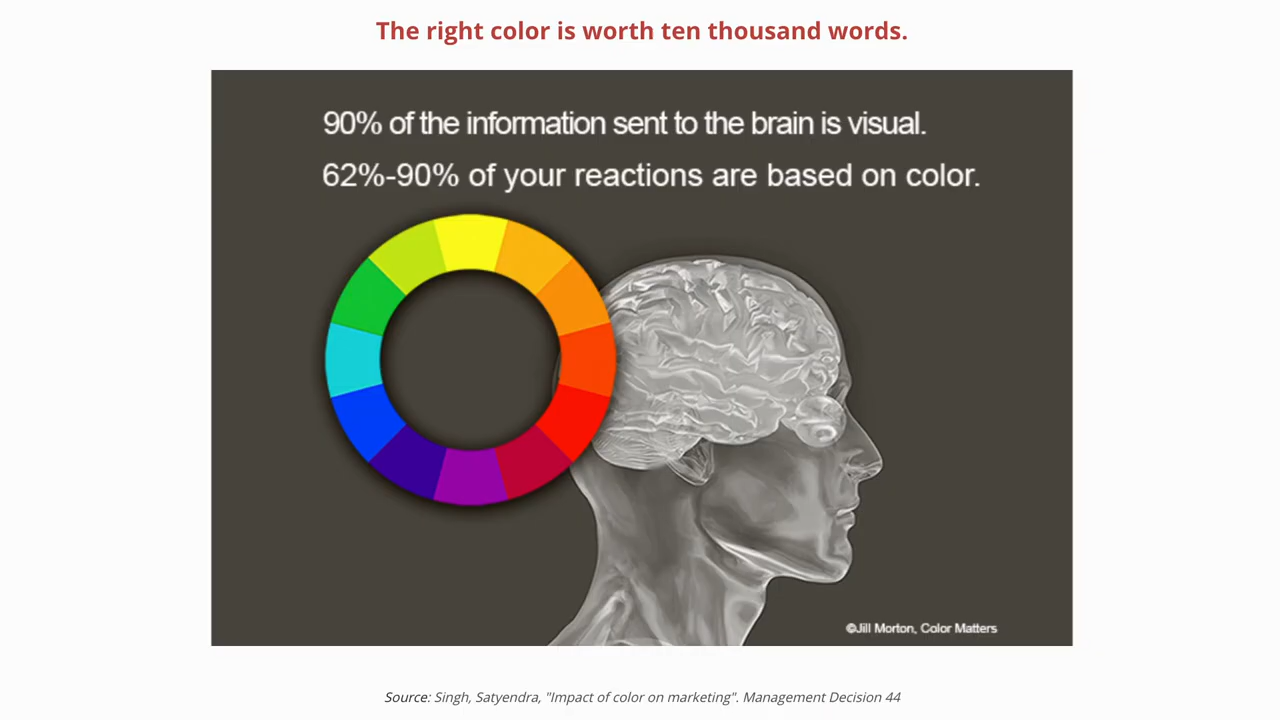 The right color is worth ten thousand words.
90% of the information sent to the brain is visual.
62%-90% of your reactions are based on color.
©Jill Morton, Color Matters
Source: Singh, Satyendra, "Impact of color on marketing". Management Decision 44